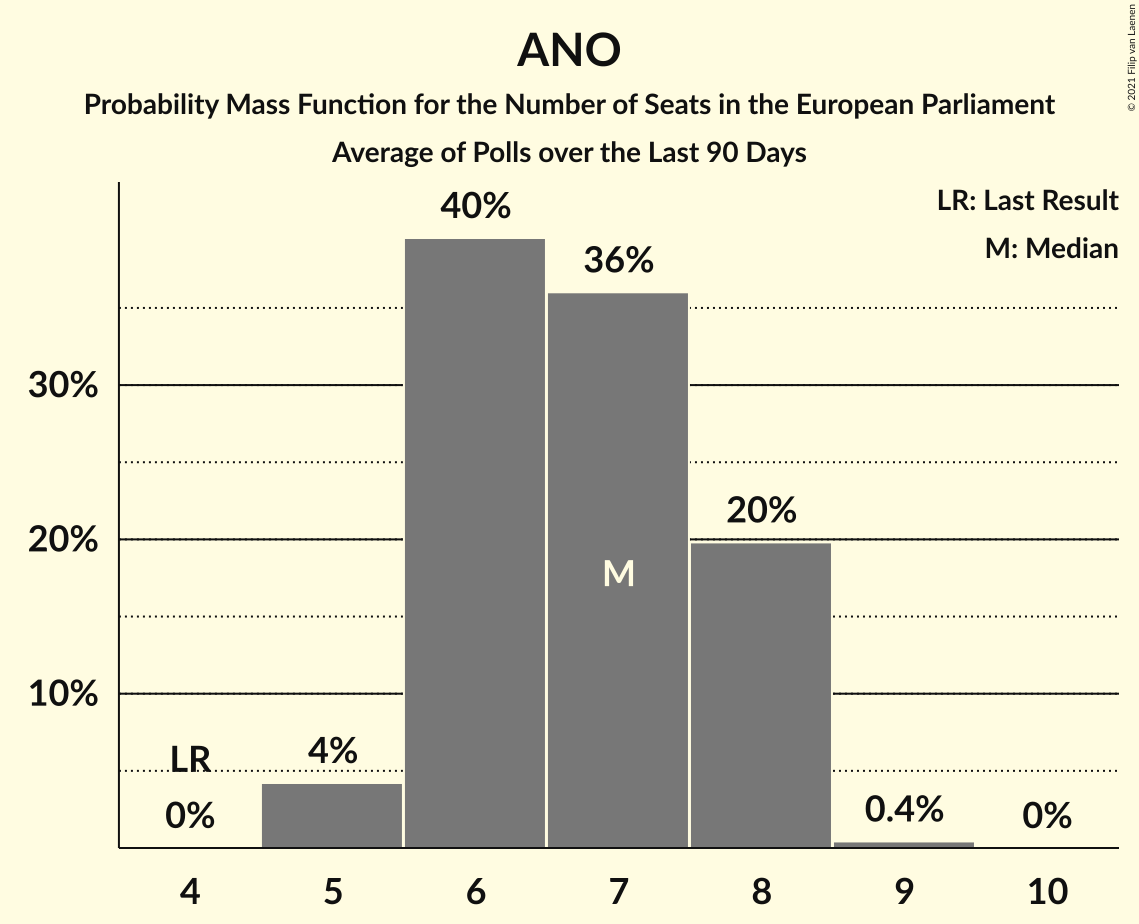 ANO
Probability Mass Function for the Number of Seats in the European Parliament
Average of Polls over the Last 90 Days
© 2021 Filip van Laenen
LR: Last Result
M: Median
40%
36%
30%
20%
20%
M
10%
LR
4%
0%
0.4%
0%
4 5 6 7 8 9 10